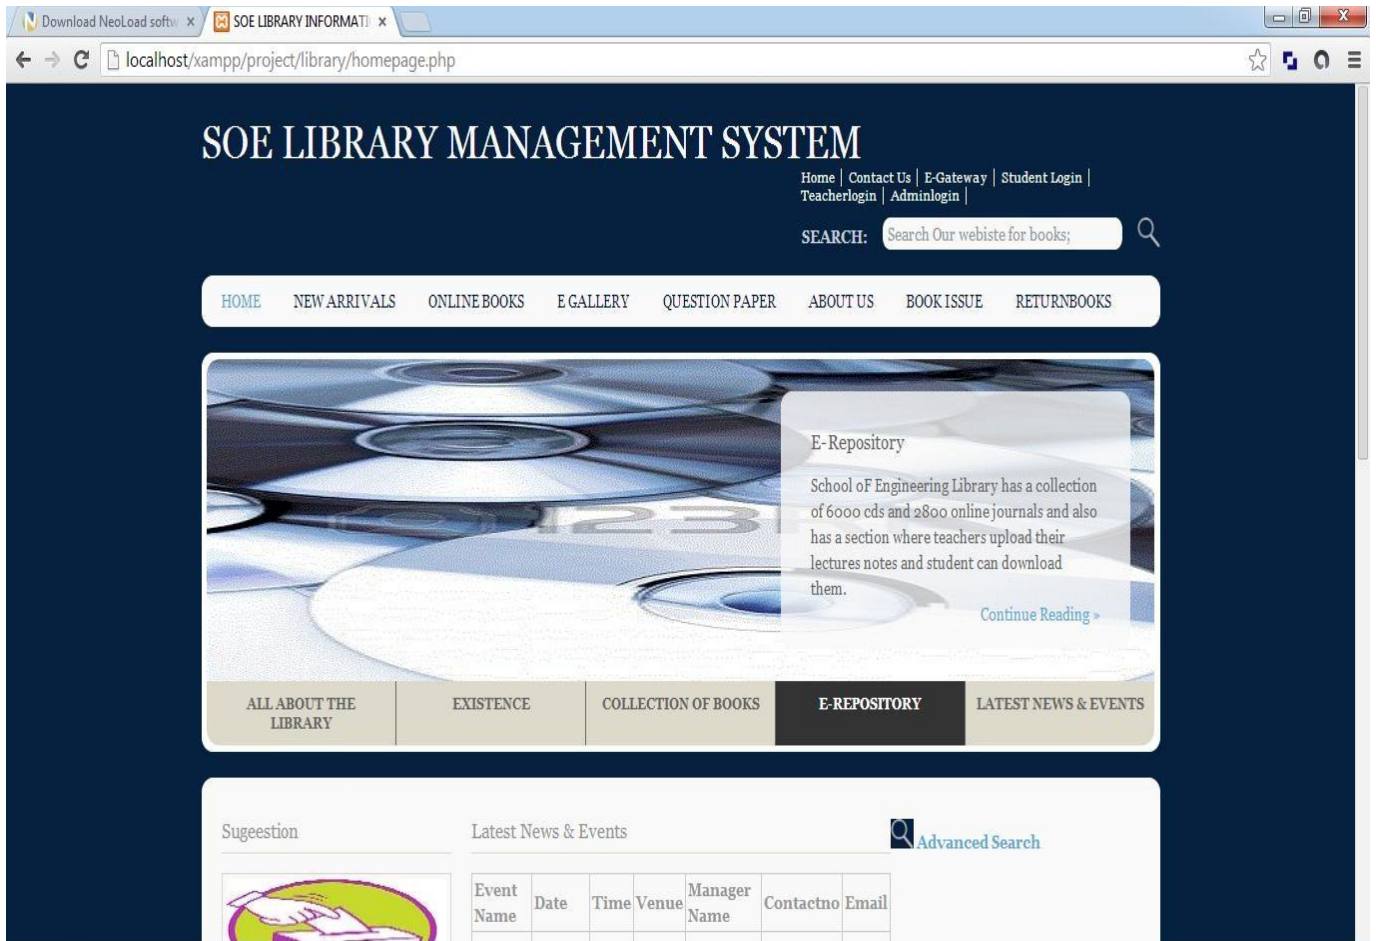 Download NeoLoad softw
SOE LIBRARY INFORMATI
localhost/xampp/project/library/homepage.php
SOE LIBRARY MANAGEMENT SYSTEM
Home | Contact Us | E-Gateway | Student Login |
Teacherlogin | Adminlogin |
SEARCH: Search Our webiste for books;
HOME NEW ARRIVALS ONLINE BOOKS E GALLERY QUESTION PAPER ABOUT US BOOK ISSUE RETURNBOOKS
E-Repository
School oF Engineering Library has a collection
of 6000 cds and 2800 online journals and also
has a section where teachers upload their
lectures notes and student can download
them.
Continue Reading »
ALL ABOUT THE
LIBRARY
EXISTENCE
COLLECTION OF BOOKS
E-REPOSITORY
LATEST NEWS & EVENTS
Sugeestion
Latest News & Events
Advanced Search
Event
Name
Date
Time
Venue
Manager
Name
Contactno
Email